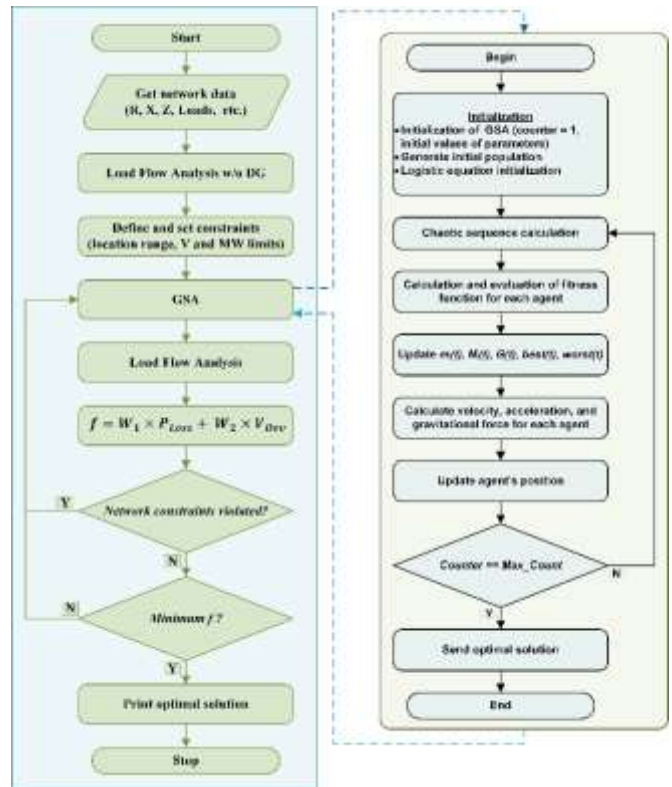 Start
Get network data
(R, X, Z, Loads, etc.)
Load Flow Analysis w/o DG
Define and set constraints
(location range, V and MW limits)
GSA
Load Flow Analysis
f = W₁ × P_Loss + W₂ × V_Dev
Y
Network constraints violated?
N
N
Minimum f ?
Y
Print optimal solution
Stop
Begin
Initialization
•Initialization of GSA (counter = 1,
initial values of parameters)
•Generate initial population
•Logistic equation initialization
Chaotic sequence calculation
Calculation and evaluation of fitness
function for each agent
Update m(t), M(t), G(t), best(t), worst(t)
Calculate velocity, acceleration, and
gravitational force for each agent
Update agent's position
Counter == Max_Count
N
Y
Send optimal solution
End